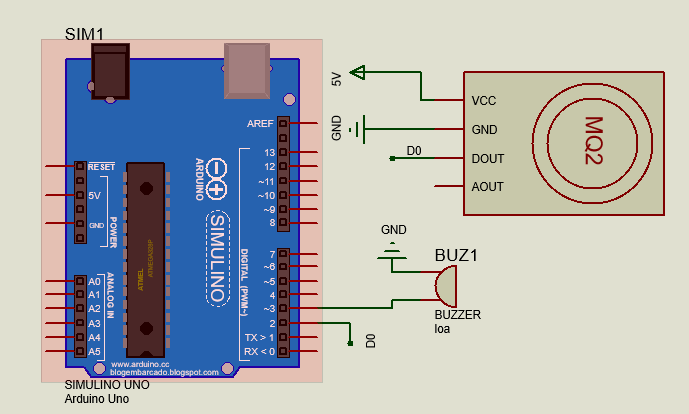 SIM1
AREF
13
12
~11
~10
~9
8
7
~6
~5
4
~3
2
TX > 1
RX < 0
RESET
5V
GND
POWER
A0
A1
A2
A3
A4
A5
ANALOG IN
ATMEL
ATMEGA328P
ARDUINO
SIMULINO
DIGITAL (PWM~)
www.arduino.cc
blogembarcado.blogspot.com
SIMULINO UNO
Arduino Uno
5V
GND
D0
VCC
GND
DOUT
AOUT
MQ2
GND
BUZ1
BUZZER
loa
D0